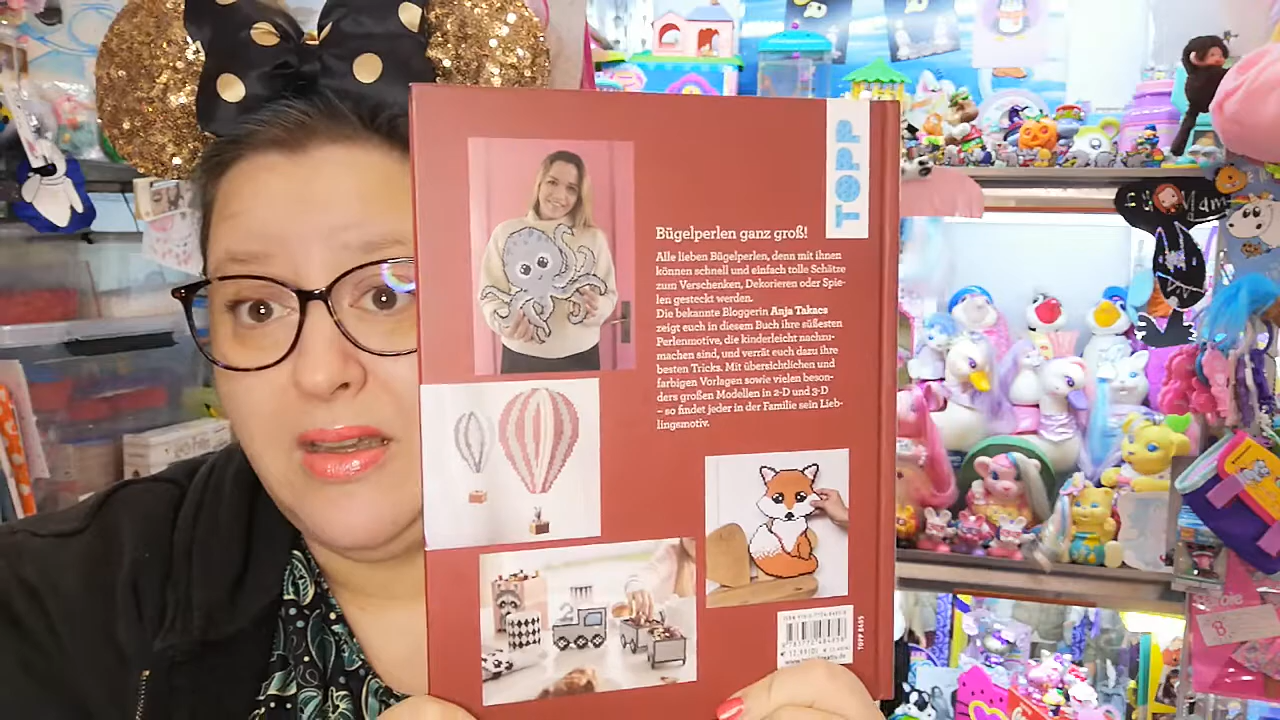 TOPP
Bügelperlen ganz groß!
Alle lieben Bügelperlen, denn mit ihnen
können schnell und einfach tolle Schätze
zum Verschenken, Dekorieren oder Spie-
len gesteckt werden.
Die bekannte Bloggerin Anja Takacs
zeigt euch in diesem Buch ihre süßesten
Perlenmotive, die kinderleicht nachzu-
machen sind, und verrät euch dazu ihre
besten Tricks. Mit übersichtlichen und
farbigen Vorlagen sowie vielen beson-
ders großen Modellen in 2-D und 3-D
– so findet jeder in der Familie sein Lieb-
lingsmotiv.
TOPP 8485